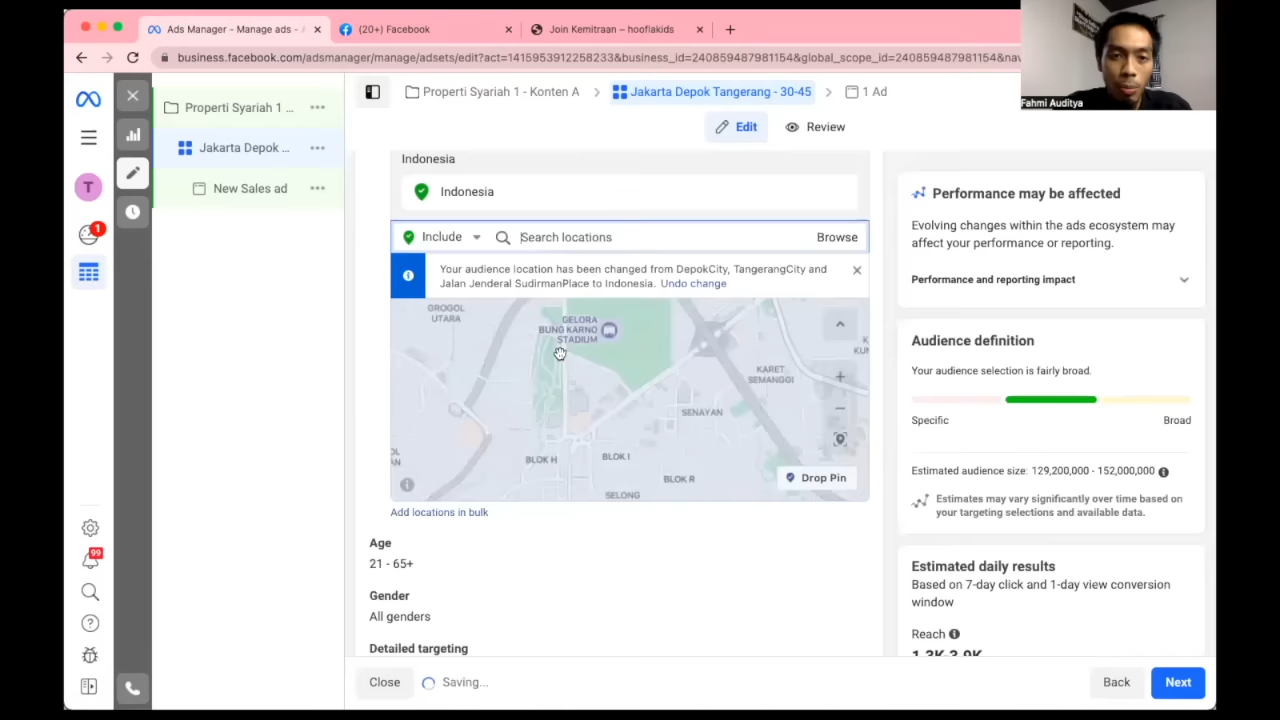 Ads Manager - Manage ads - A
(20+) Facebook
Join Kemitraan – hooflakids
business.facebook.com/adsmanager/manage/adsets/edit?act=1415953912258233&business_id=240859487981154&global_scope_id=240859487981154&nav
Fahmi Auditya
Properti Syariah 1 ...
Jakarta Depok ...
New Sales ad
T
1
99
Properti Syariah 1 - Konten A
Jakarta Depok Tangerang - 30-45
1 Ad
Edit
Review
Indonesia
Indonesia
Include
Search locations
Browse
Your audience location has been changed from DepokCity, TangerangCity and
Jalan Jenderal SudirmanPlace to Indonesia. Undo change
GROGOL
UTARA
GELORA
BUNG KARNO
STADIUM
KARET
SEMANGGI
SENAYAN
BLOK H
BLOK I
BLOK R
SELONG
Drop Pin
Add locations in bulk
Age
21 - 65+
Gender
All genders
Detailed targeting
Close
Saving...
Back
Next
Performance may be affected
Evolving changes within the ads ecosystem may
affect your performance or reporting.
Performance and reporting impact
Audience definition
Your audience selection is fairly broad.
Specific
Broad
Estimated audience size: 129,200,000 - 152,000,000
Estimates may vary significantly over time based on
your targeting selections and available data.
Estimated daily results
Based on 7-day click and 1-day view conversion
window
Reach
1.3K-3.9K